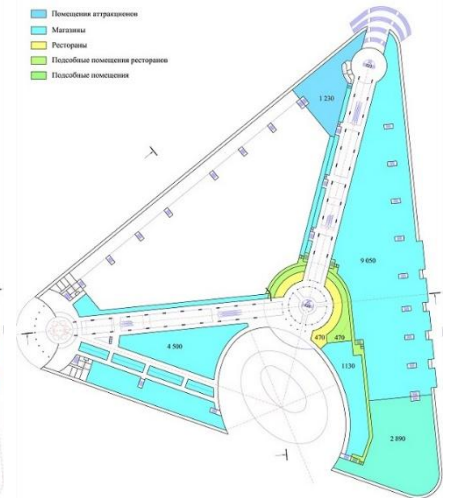 Помещения аттракционов
Магазины
Рестораны
Подсобные помещения ресторанов
Подсобные помещения
1 230
9 050
4 500
470
470
1130
2 890